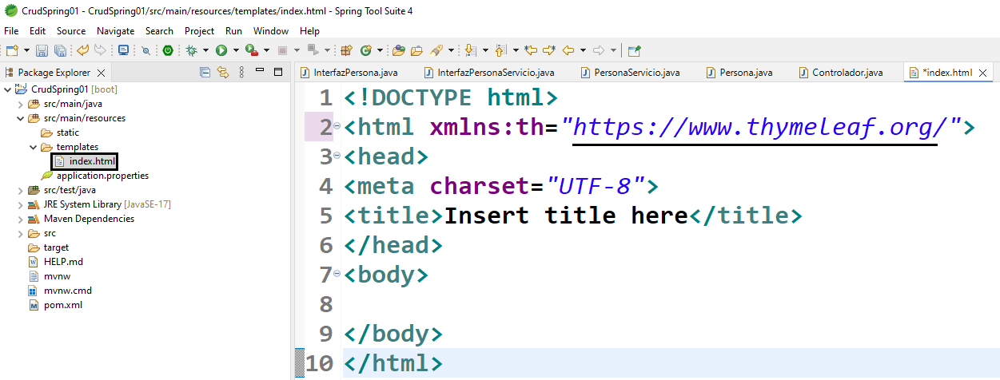 CrudSpring01 - CrudSpring01/src/main/resources/templates/index.html - Spring Tool Suite 4
File Edit Source Navigate Search Project Run Window Help
Package Explorer
CrudSpring01 [boot]
src/main/java
src/main/resources
static
templates
index.html
application.properties
src/test/java
JRE System Library [JavaSE-17]
Maven Dependencies
src
target
HELP.md
mvnw
mvnw.cmd
pom.xml
InterfazPersona.java InterfazPersonaServicio.java PersonaServicio.java Persona.java Controlador.java *index.html
1 <!DOCTYPE html>
2 <html xmlns:th="https://www.thymeleaf.org/">
3 <head>
4 <meta charset="UTF-8">
5 <title>Insert title here</title>
6 </head>
7 <body>
8
9 </body>
10 </html>